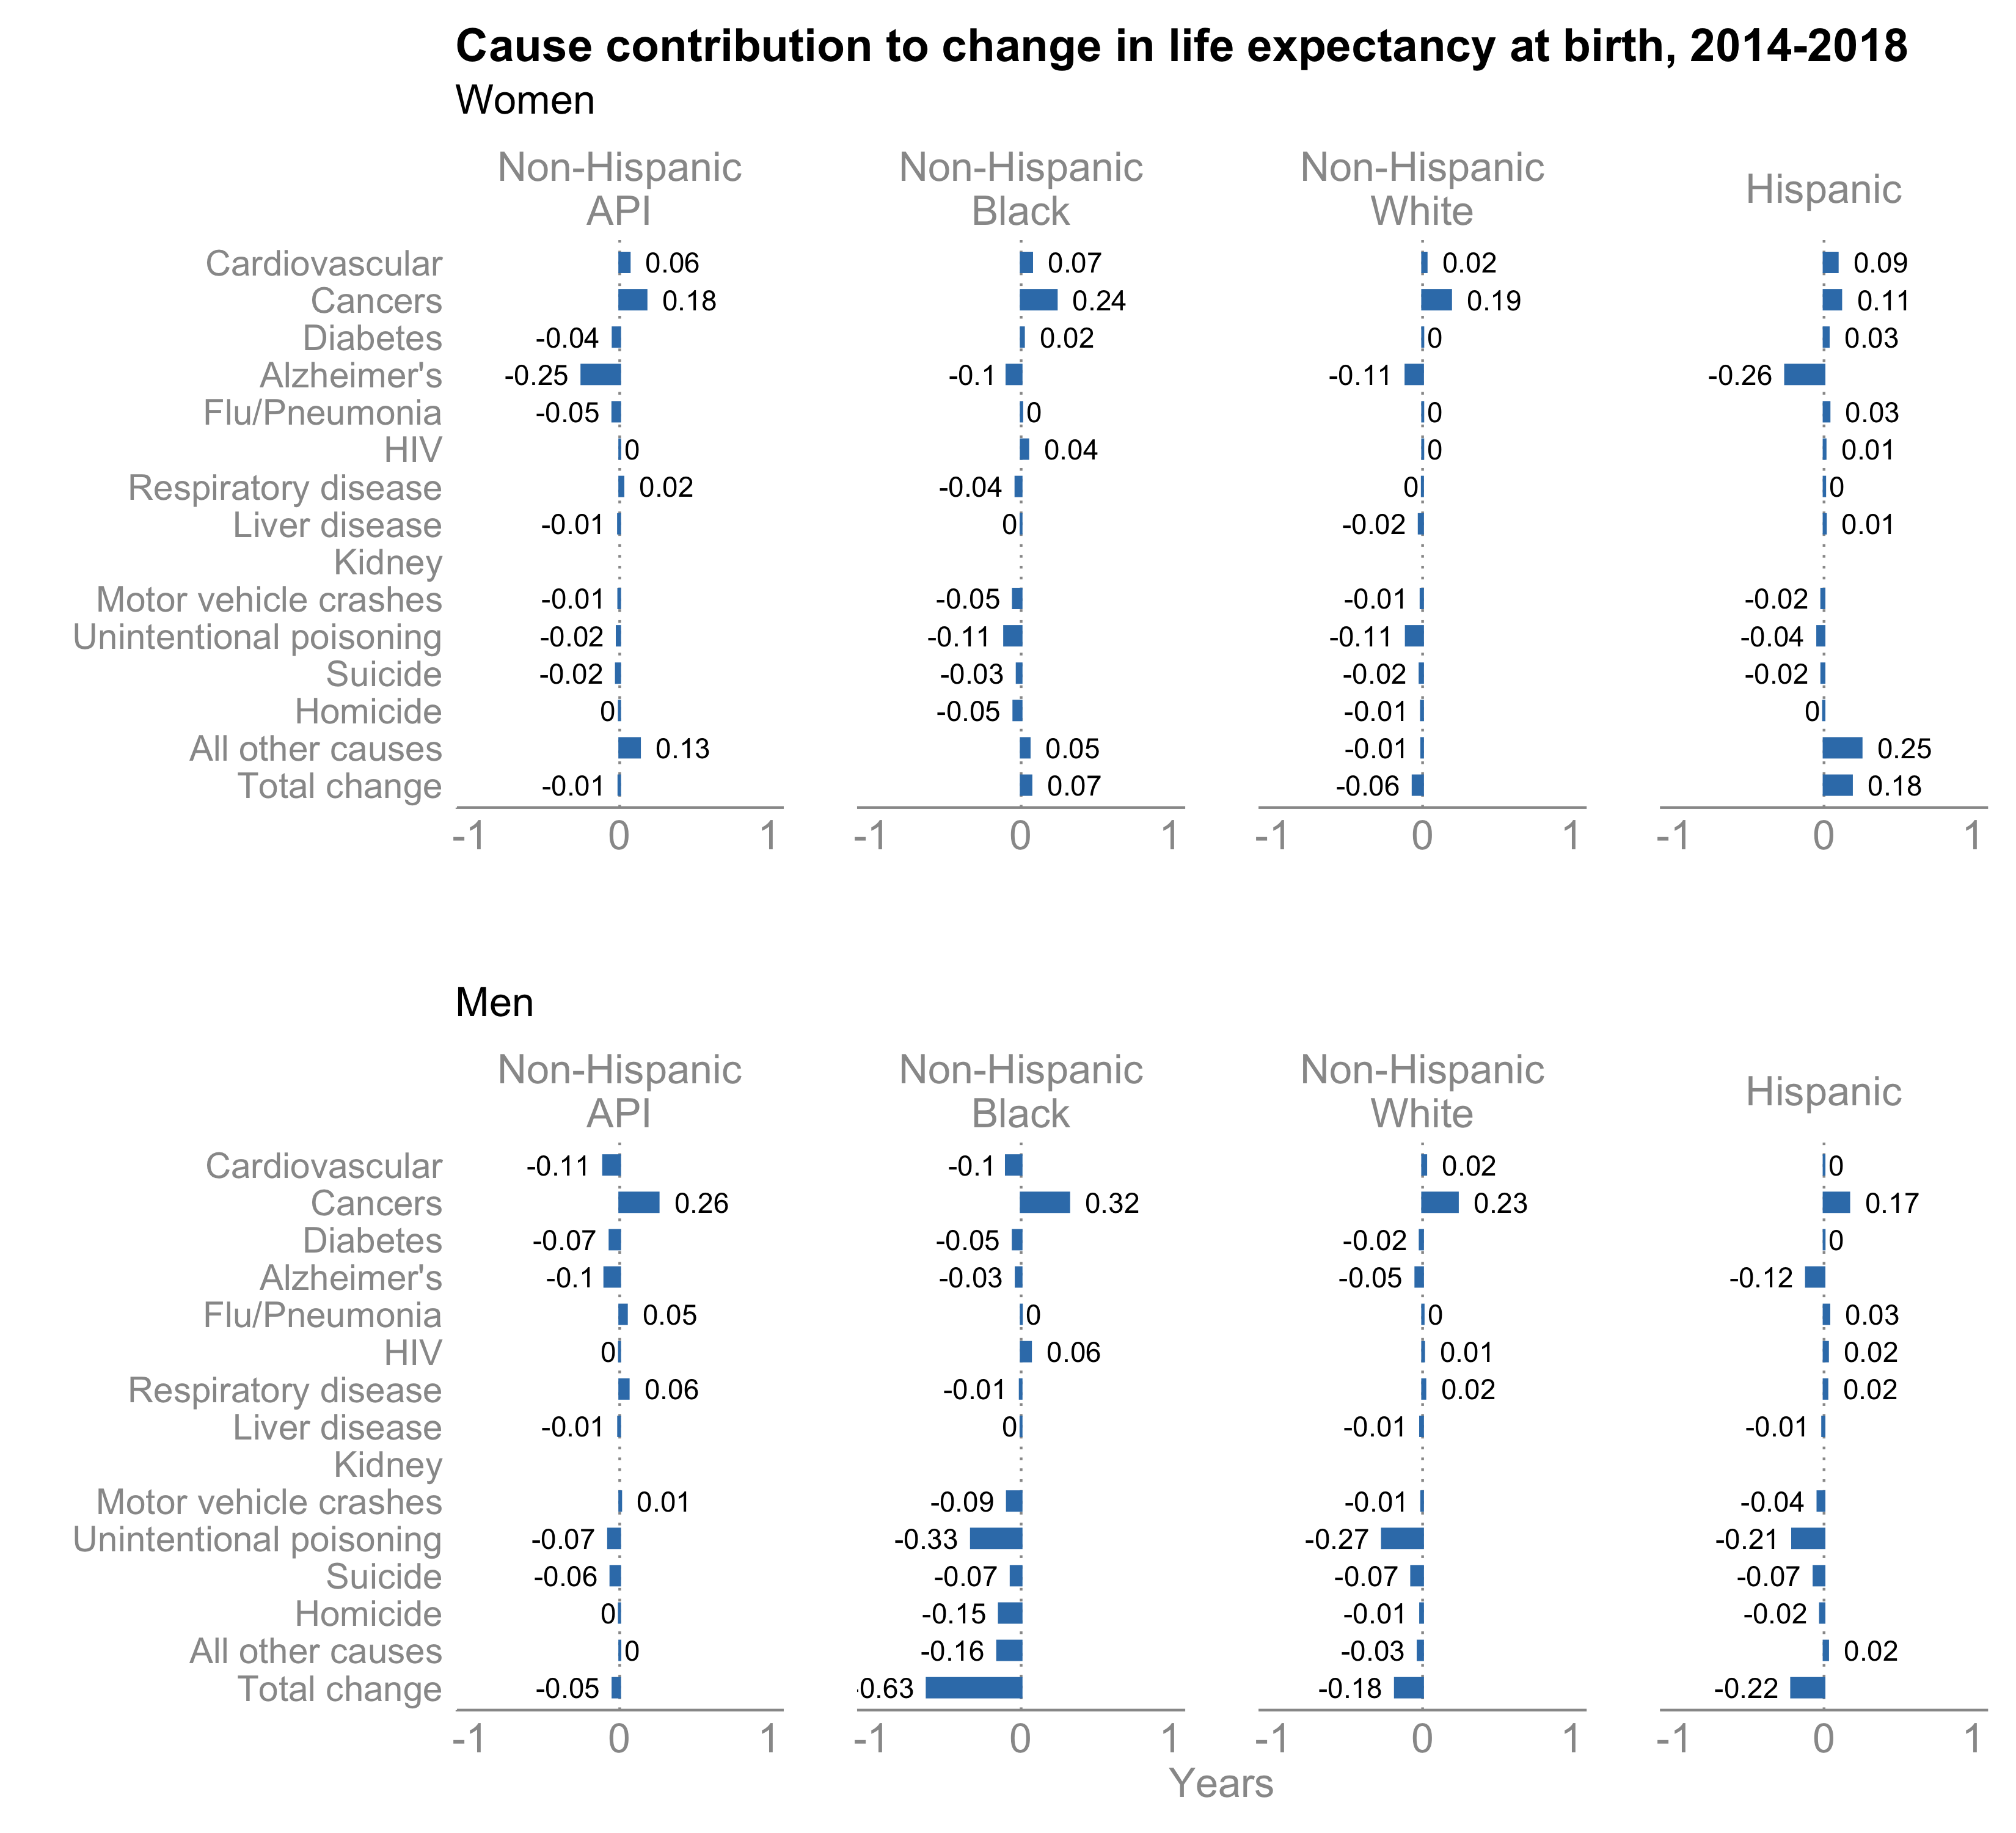 Cause contribution to change in life expectancy at birth, 2014-2018
Women
Non-Hispanic API
Non-Hispanic Black
Non-Hispanic White
Hispanic
Cardiovascular 0.06 0.07 0.02 0.09
Cancers 0.18 0.24 0.19 0.11
Diabetes -0.04 0.02 0 0.03
Alzheimer's -0.25 -0.1 -0.11 -0.26
Flu/Pneumonia -0.05 0 0 0.03
HIV 0 0.04 0 0.01
Respiratory disease 0.02 -0.04 0 0
Liver disease -0.01 0 -0.02 0.01
Kidney
Motor vehicle crashes -0.01 -0.05 -0.01 -0.02
Unintentional poisoning -0.02 -0.11 -0.11 -0.04
Suicide -0.02 -0.03 -0.02 -0.02
Homicide 0 -0.05 -0.01 0
All other causes 0.13 0.05 -0.01 0.25
Total change -0.01 0.07 -0.06 0.18
-1 0 1 -1 0 1 -1 0 1 -1 0 1
Men
Non-Hispanic API
Non-Hispanic Black
Non-Hispanic White
Hispanic
Cardiovascular -0.11 -0.1 0.02 0
Cancers 0.26 0.32 0.23 0.17
Diabetes -0.07 -0.05 -0.02 0
Alzheimer's -0.1 -0.03 -0.05 -0.12
Flu/Pneumonia 0.05 0 0 0.03
HIV 0 0.06 0.01 0.02
Respiratory disease 0.06 -0.01 0.02 0.02
Liver disease -0.01 0 -0.01 -0.01
Kidney
Motor vehicle crashes 0.01 -0.09 -0.01 -0.04
Unintentional poisoning -0.07 -0.33 -0.27 -0.21
Suicide -0.06 -0.07 -0.07 -0.07
Homicide 0 -0.15 -0.01 -0.02
All other causes 0 -0.16 -0.03 0.02
Total change -0.05 -0.63 -0.18 -0.22
-1 0 1 -1 0 1 -1 0 1 -1 0 1
Years